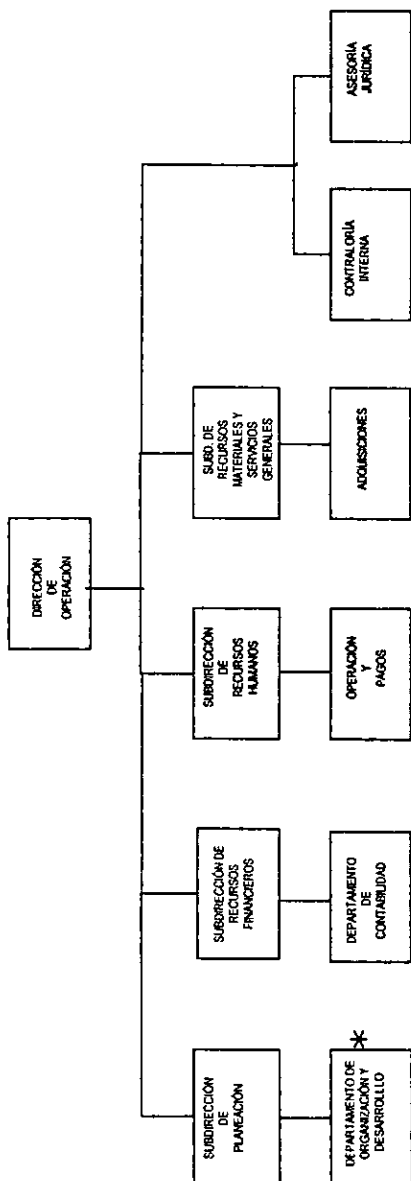 DIRECCIÓN
DE
OPERACIÓN
SUBDIRECCIÓN
DE
PLANEACIÓN
SUBDIRECCIÓN DE
RECURSOS
FINANCIEROS
SUBDIRECCIÓN
DE
RECURSOS
HUMANOS
SUBD. DE
RECURSOS
MATERIALES Y
SERVICIOS
GENERALES
DEPARTAMENTO DE
ORGANIZACIÓN Y
DESARROLLLO
*
DEPARTAMENTO
DE
CONTABILIDAD
OPERACIÓN
Y
PAGOS
ADQUISICIONES
CONTRALORÍA
INTERNA
ASESORÍA
JURÍDICA